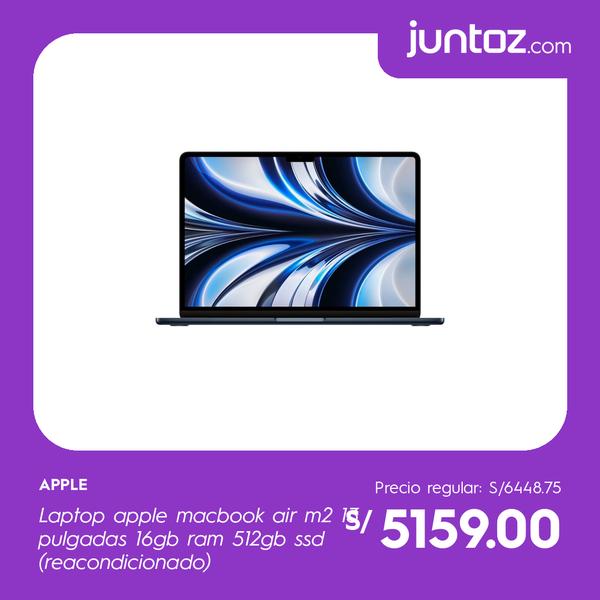 juntoz.com
APPLE
Laptop apple macbook air m2
pulgadas 16gb ram 512gb ssd
(reacondicionado)
Precio regular: S/6448.75
S/ 5159.00